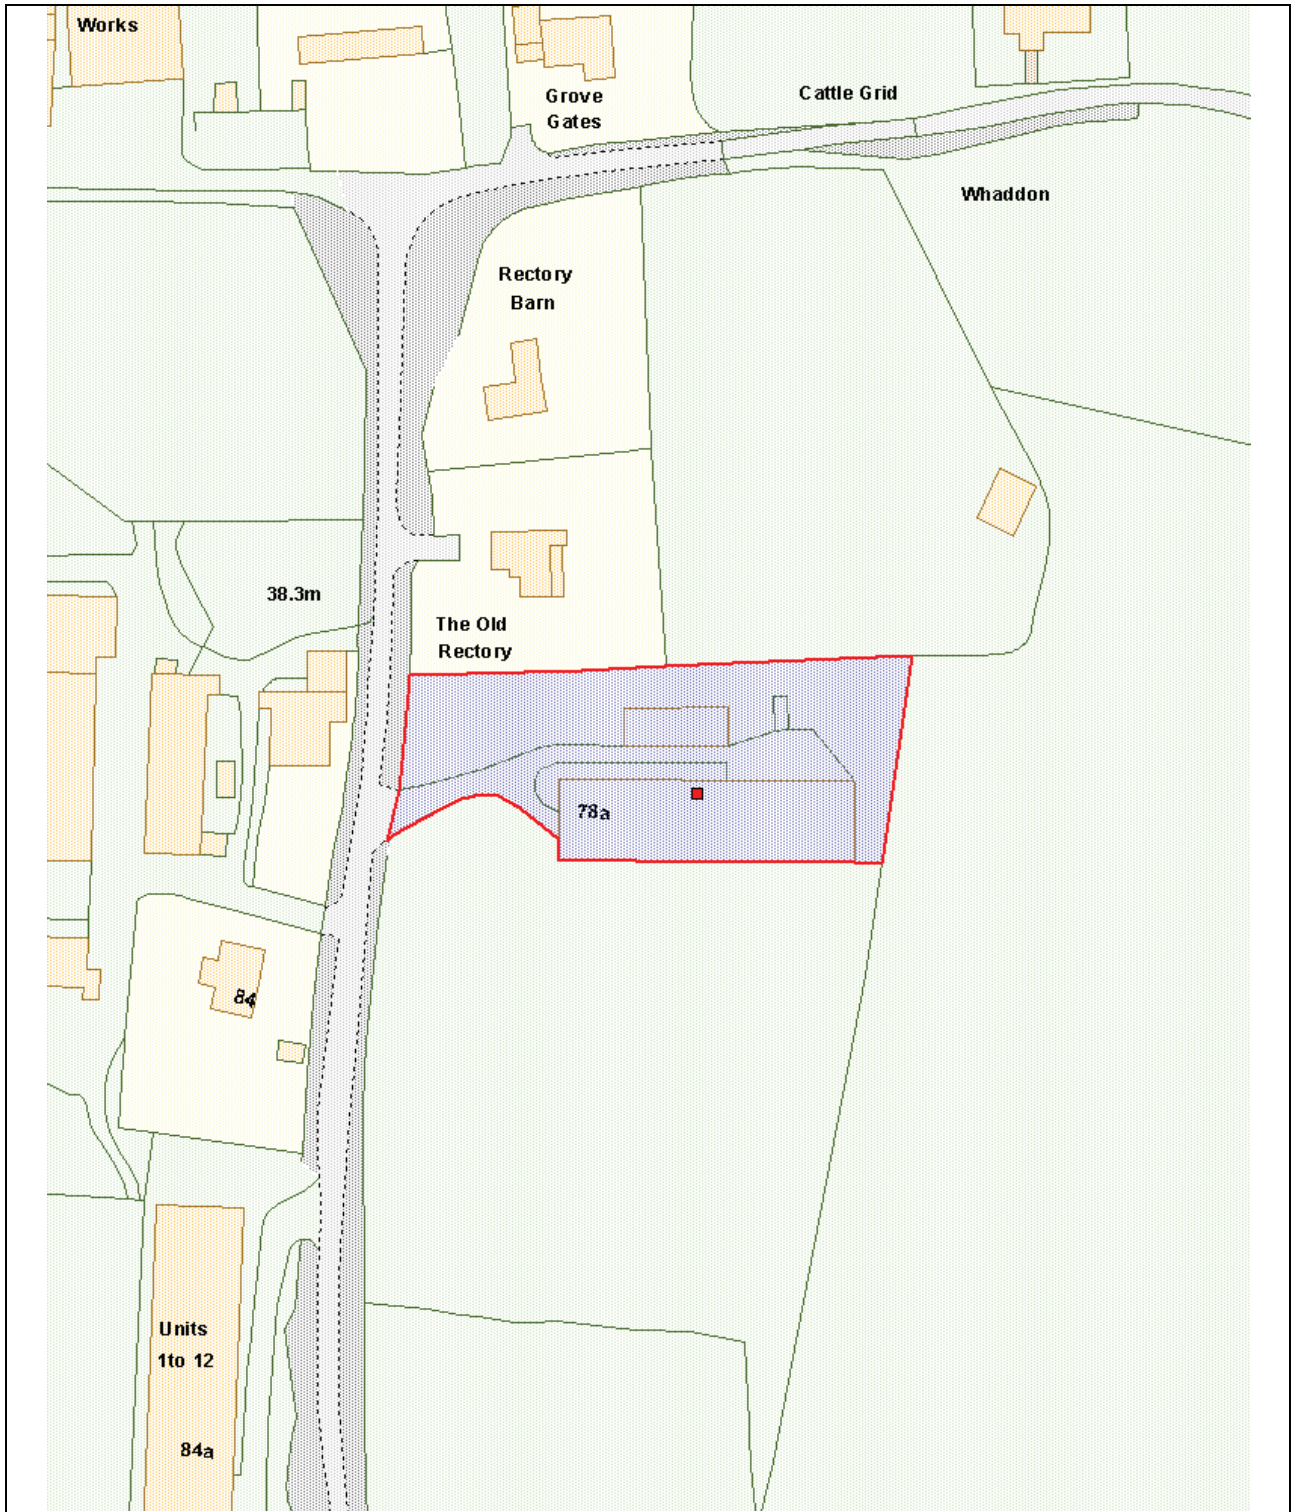 Works
Grove
Gates
Cattle Grid
Whaddon
Rectory
Barn
38.3m
The Old
Rectory
78a
84
Units
1to 12
84a